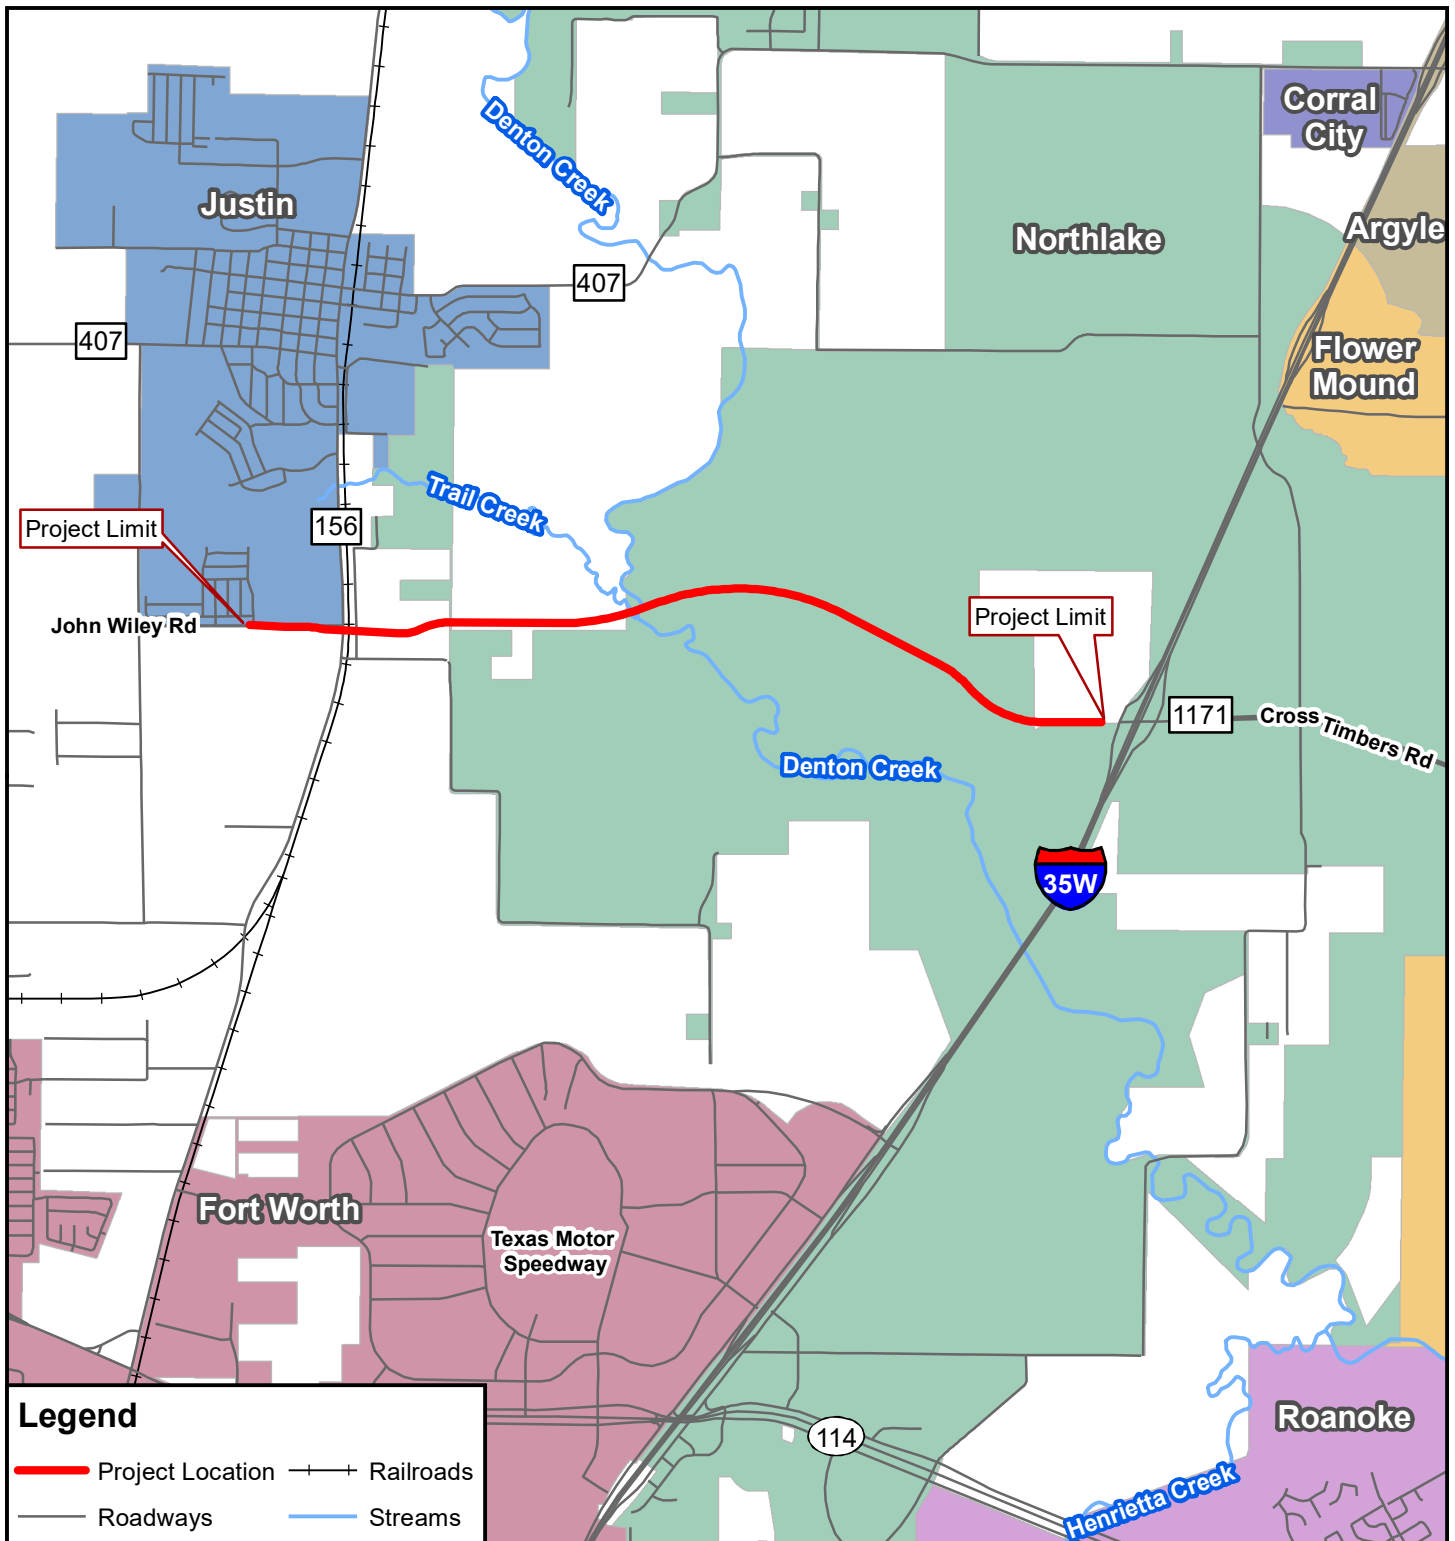 Corral
City
Denton Creek
Justin
Argyle
Northlake
407
407
Flower
Mound
Trail Creek
156
Project Limit
Project Limit
John Wiley Rd
1171
Cross Timbers Rd
Denton Creek
35W
Fort Worth
Texas Motor
Speedway
Roanoke
114
Henrietta Creek
Legend
Project Location
Railroads
Roadways
Streams